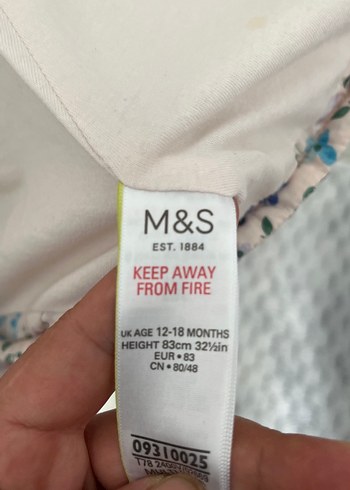 M&S
EST. 1884
KEEP AWAY
FROM FIRE
UK AGE 12-18 MONTHS
HEIGHT 83cm 32½in
EUR • 83
CN • 80/48
09310025
T78